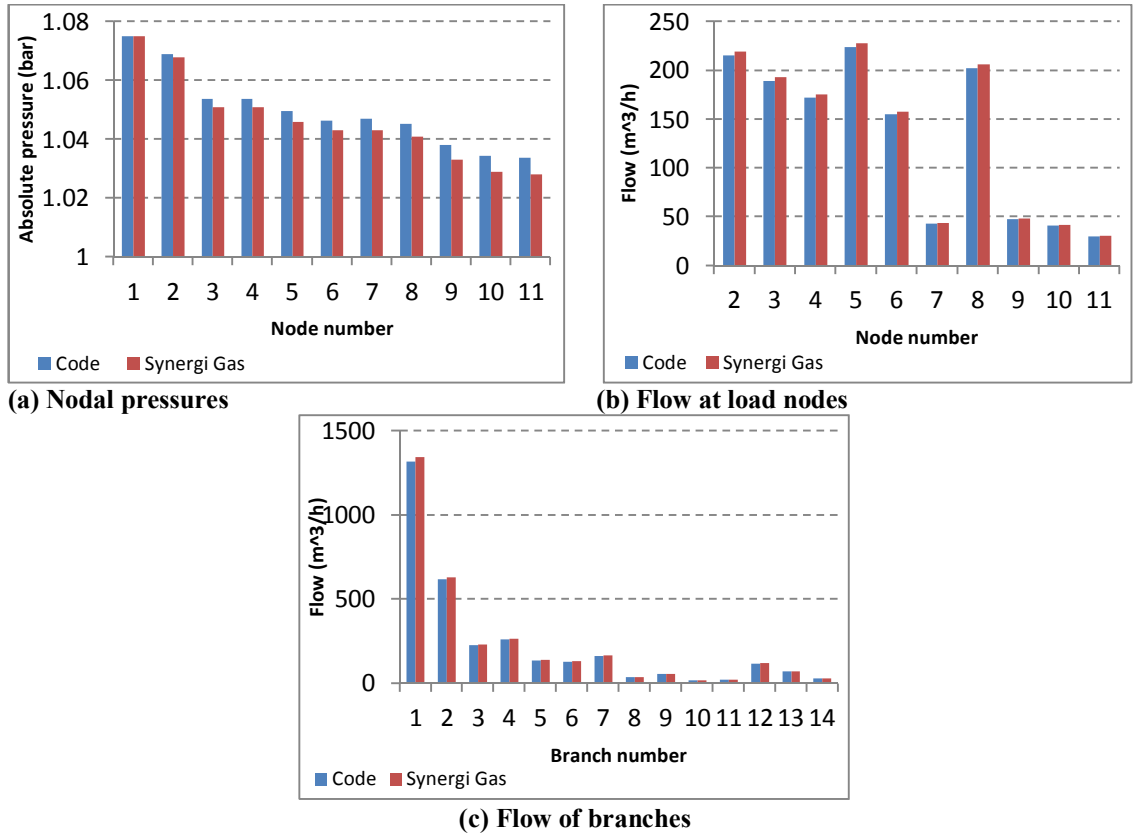 1.08
1.06
1.04
1.02
1
Absolute pressure (bar)
1 2 3 4 5 6 7 8 9 10 11
Node number
Code Synergi Gas
(a) Nodal pressures
250
200
150
100
50
0
Flow (m^3/h)
2 3 4 5 6 7 8 9 10 11
Node number
Code Synergi Gas
(b) Flow at load nodes
1500
1000
500
0
Flow (m^3/h)
1 2 3 4 5 6 7 8 9 10 11 12 13 14
Branch number
Code Synergi Gas
(c) Flow of branches